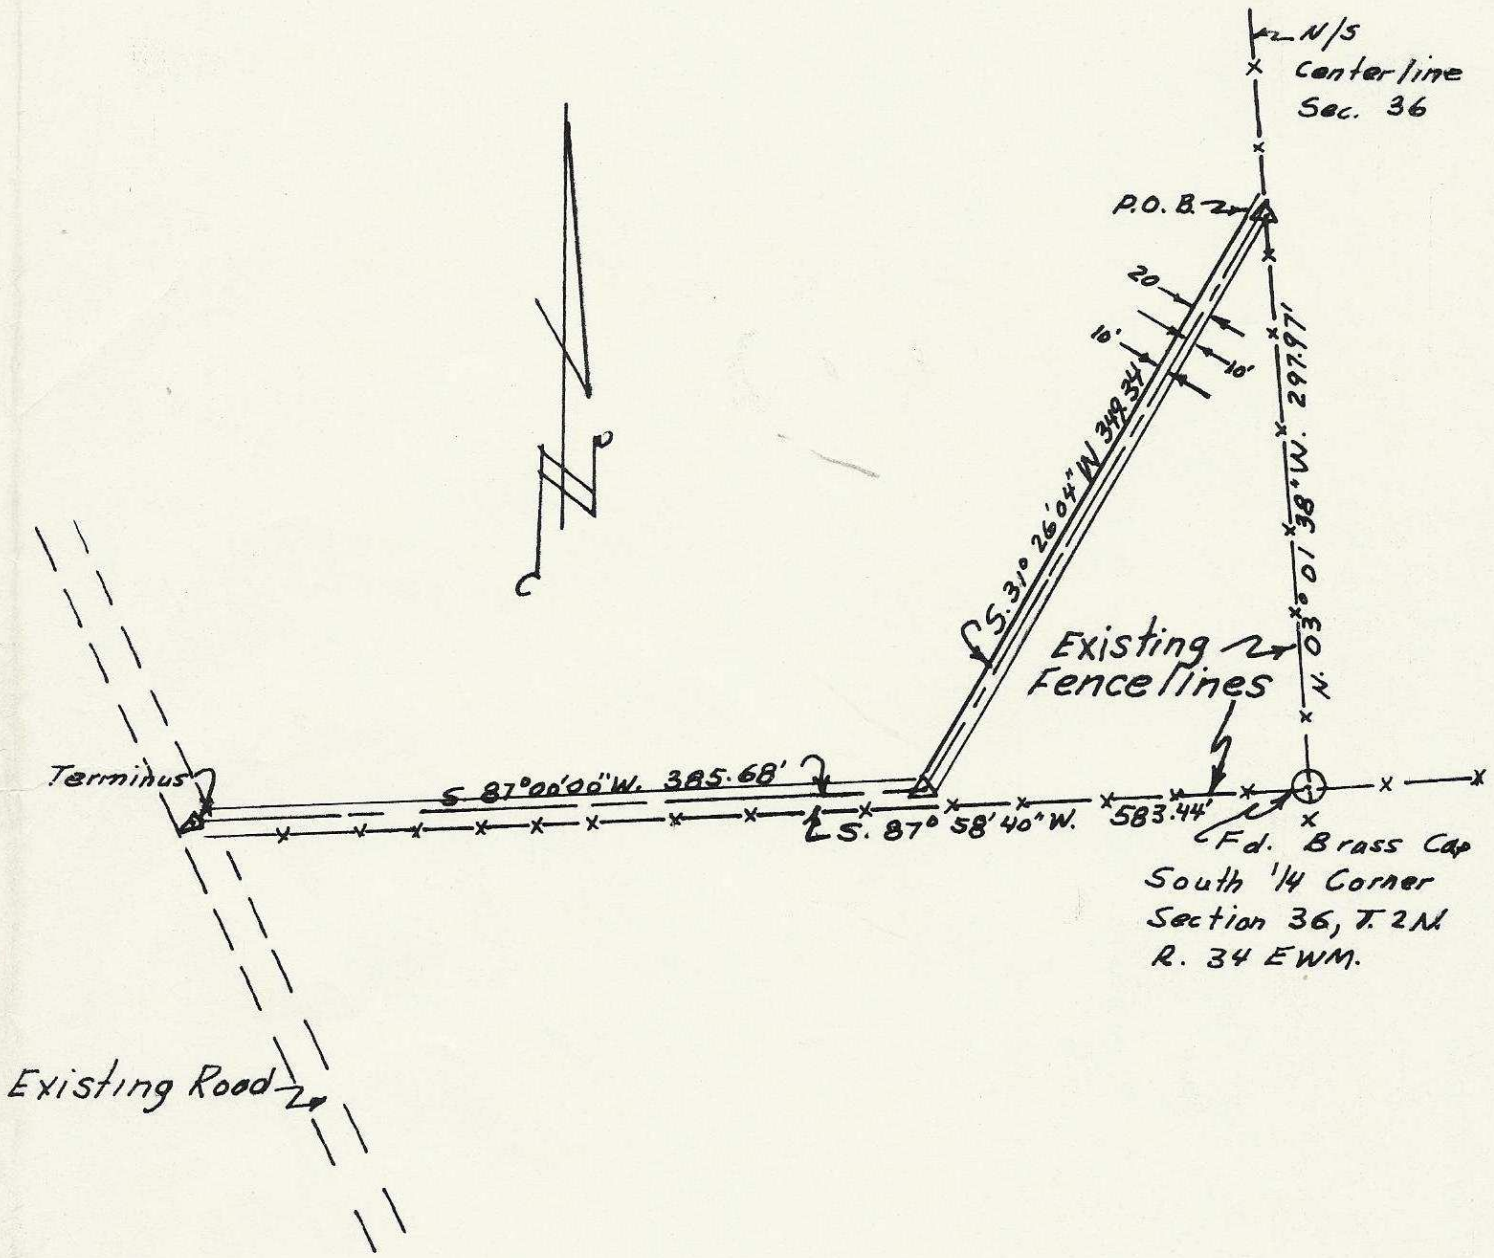 N/S
Centerline
Sec. 36
P.O.B.
20
10'
10'
S. 31° 26' 04" W 349.34'
N. 03° 01' 38" W. 297.97'
Existing
Fencelines
Terminus
S 87° 00' 00" W. 385.68'
S. 87° 58' 40" W. 583.44'
Fd. Brass Cap
South 1/4 Corner
Section 36, T. 2 N.
R. 34 EWM.
Existing Road
N